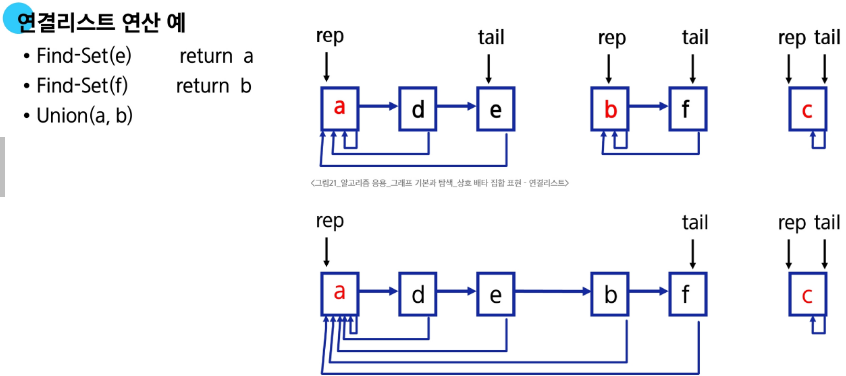 연결리스트 연산 예
• Find-Set(e) return a
• Find-Set(f) return b
• Union(a, b)
rep tail rep tail rep tail
a d e b f c
<그림21_알고리즘 응용_그래프 기본과 탐색_상호 배타 집합 표현 - 연결리스트>
rep tail rep tail
a d e b f c